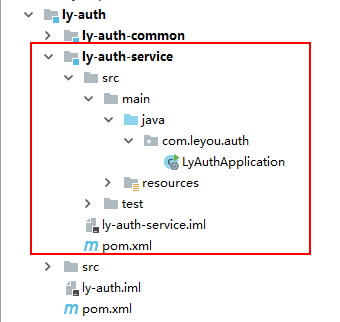 ly-auth
ly-auth-common
ly-auth-service
src
main
java
com.leyou.auth
LyAuthApplication
resources
test
ly-auth-service.iml
pom.xml
src
ly-auth.iml
pom.xml